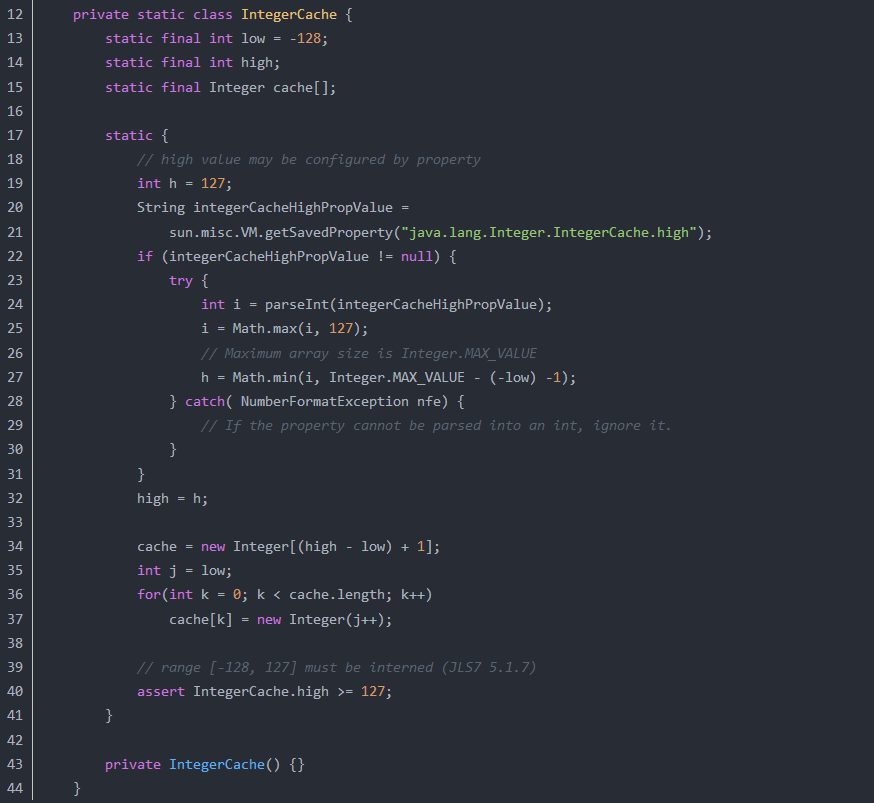 12 private static class IntegerCache {
13 static final int low = -128;
14 static final int high;
15 static final Integer cache[];
16
17 static {
18 // high value may be configured by property
19 int h = 127;
20 String integerCacheHighPropValue =
21 sun.misc.VM.getSavedProperty("java.lang.Integer.IntegerCache.high");
22 if (integerCacheHighPropValue != null) {
23 try {
24 int i = parseInt(integerCacheHighPropValue);
25 i = Math.max(i, 127);
26 // Maximum array size is Integer.MAX_VALUE
27 h = Math.min(i, Integer.MAX_VALUE - (-low) -1);
28 } catch( NumberFormatException nfe) {
29 // If the property cannot be parsed into an int, ignore it.
30 }
31 }
32 high = h;
33
34 cache = new Integer[(high - low) + 1];
35 int j = low;
36 for(int k = 0; k < cache.length; k++)
37 cache[k] = new Integer(j++);
38
39 // range [-128, 127] must be interned (JLS7 5.1.7)
40 assert IntegerCache.high >= 127;
41 }
42
43 private IntegerCache() {}
44 }